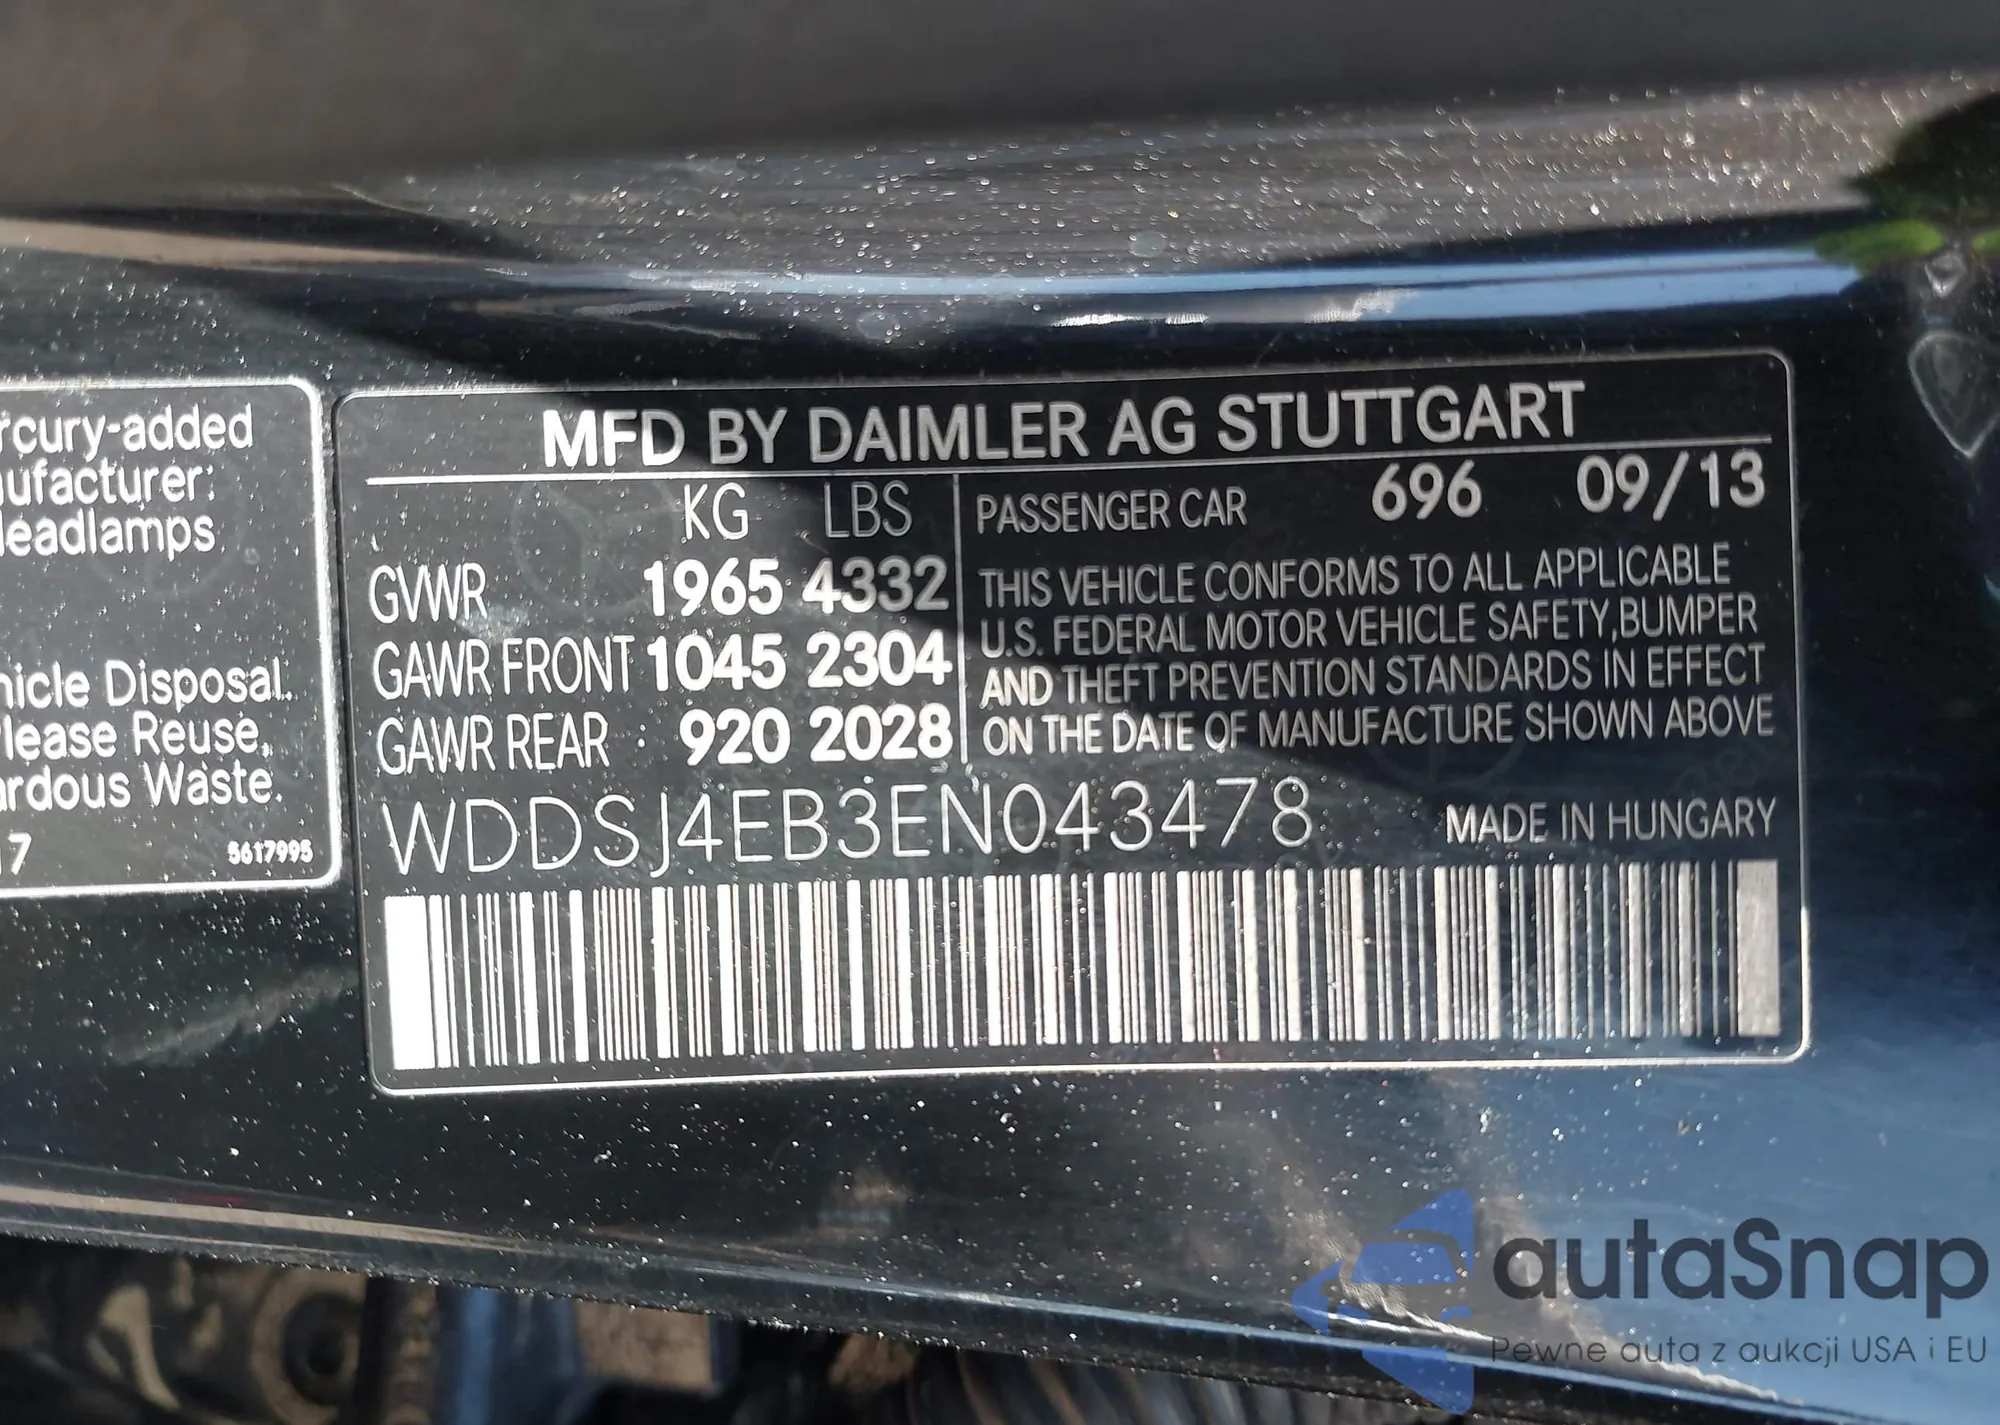 rcury-added
ufacturer:
eadlamps
hicle Disposal.
lease Reuse,
ardous Waste.
17
5617995
MFD BY DAIMLER AG STUTTGART
KG LBS
GVWR 1965 4332
GAWR FRONT 1045 2304
GAWR REAR : 920 2028
PASSENGER CAR 696 09/13
THIS VEHICLE CONFORMS TO ALL APPLICABLE
U.S. FEDERAL MOTOR VEHICLE SAFETY,BUMPER
AND THEFT PREVENTION STANDARDS IN EFFECT
ON THE DATE OF MANUFACTURE SHOWN ABOVE
WDDSJ4EB3EN043478
MADE IN HUNGARY
autaSnap
Pewne auta z aukcji USA i EU